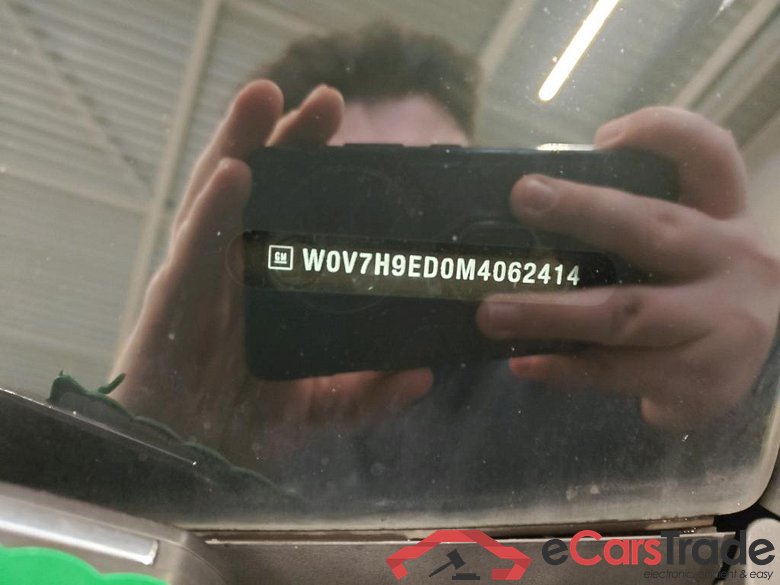 GM W0V7H9ED0M4062414
eCarsTrade
electronic, efficient & easy